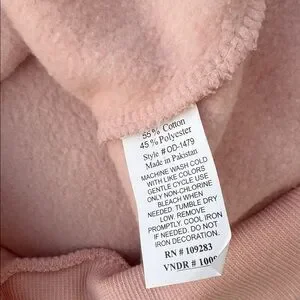 55% Cotton
45% Polyester
Style # OD-1479
Made in Pakistan
MACHINE WASH COLD
WITH LIKE COLORS
GENTLE CYCLE USE
ONLY NON-CHLORINE
BLEACH WHEN
NEEDED. TUMBLE DRY
LOW. REMOVE
PROMPTLY. COOL IRON
IF NEEDED. DO NOT
IRON DECORATION.
RN # 109283
VNDR # 100